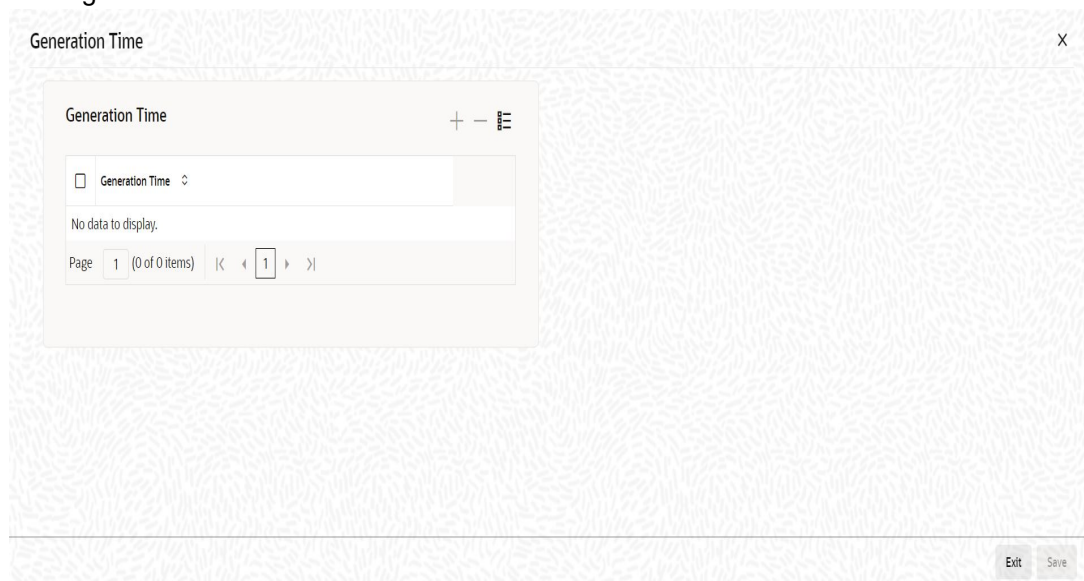 Generation Time
Generation Time
Generation Time
No data to display.
Page 1 (0 of 0 items) 1
Exit Save